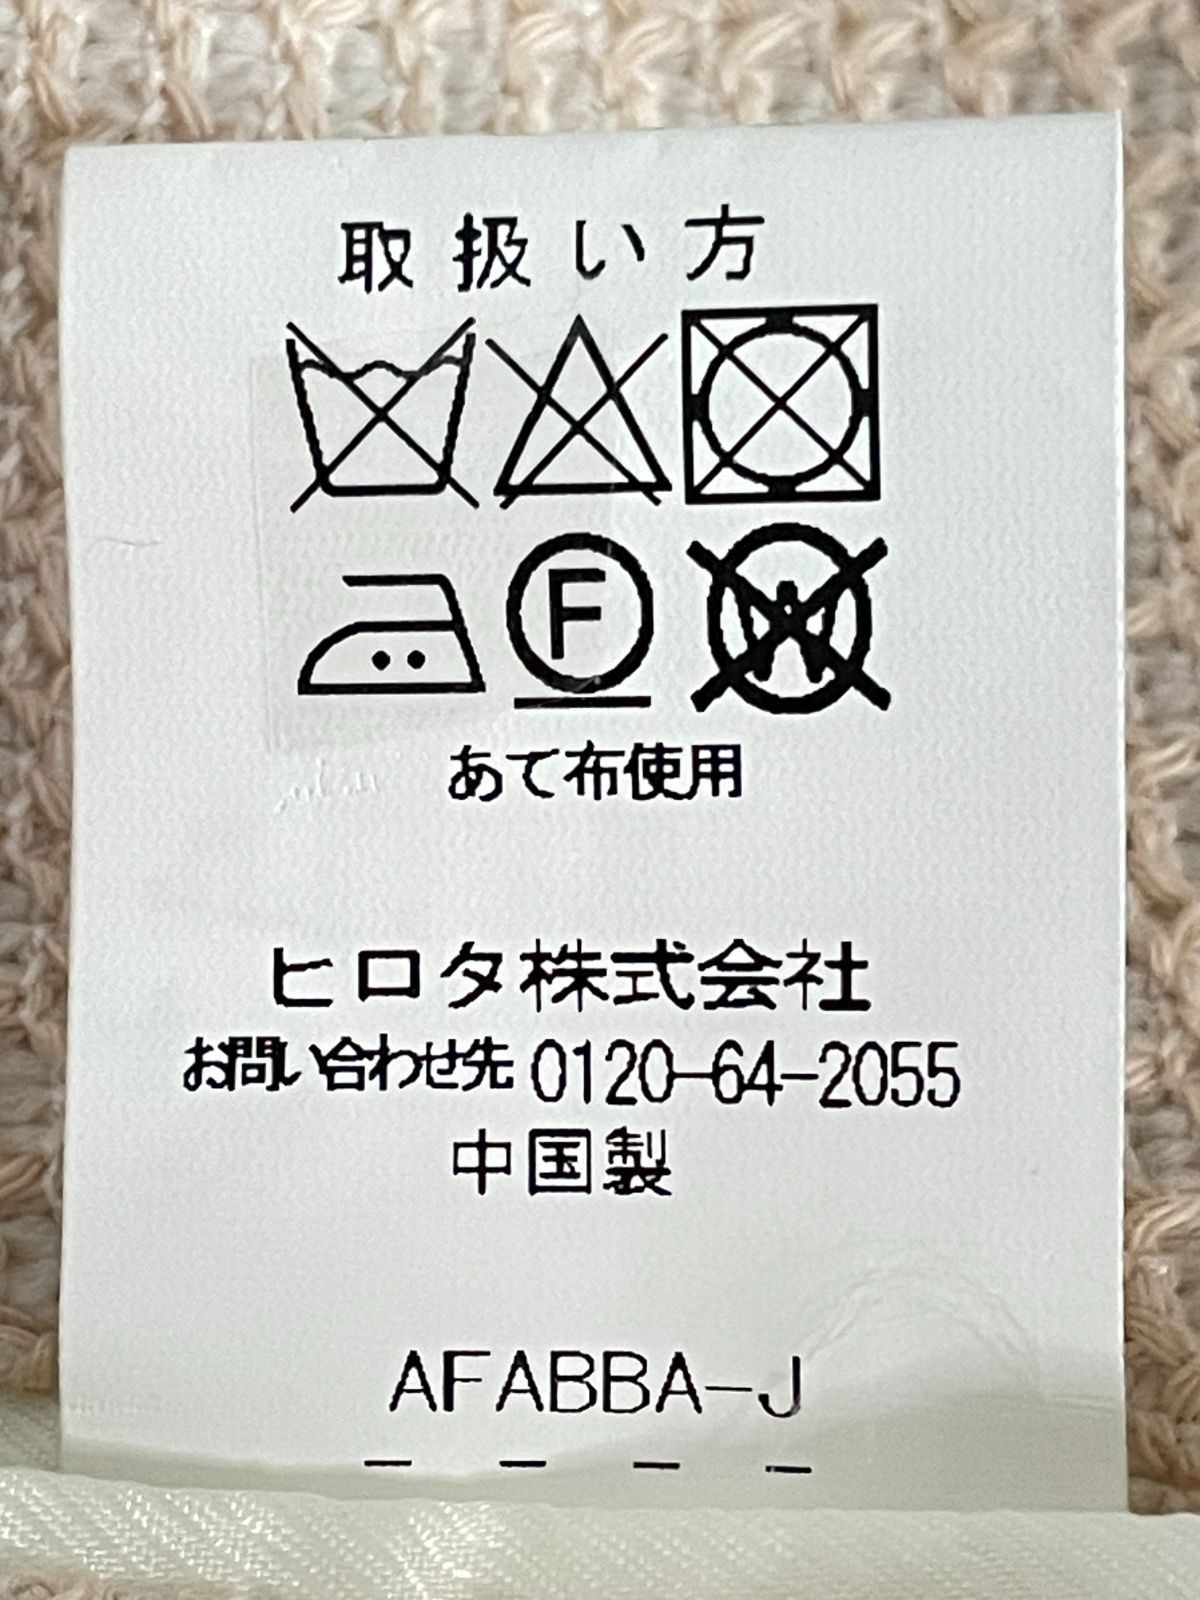 取扱い方
F
W
あて布使用
ヒロタ株式会社
お問い合わせ先 0120-64-2055
中国製
AFABBA-J